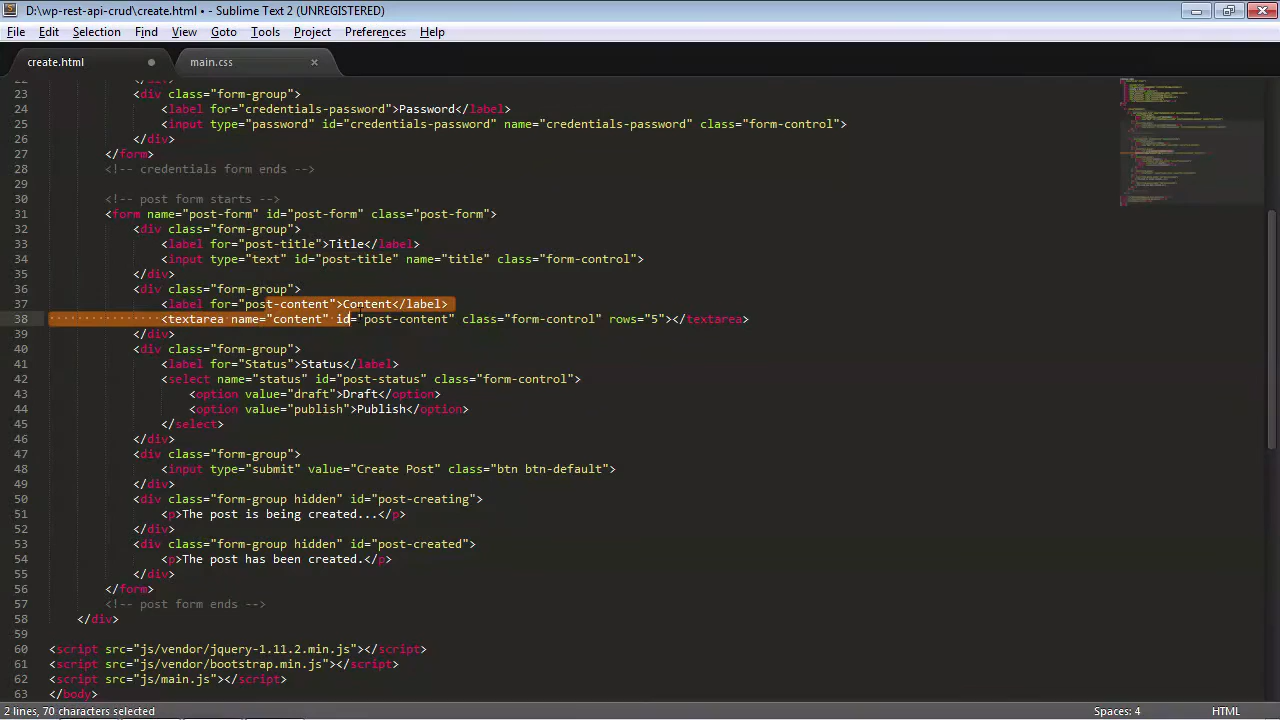 D:\wp-rest-api-crud\create.html • - Sublime Text 2 (UNREGISTERED)
File Edit Selection Find View Goto Tools Project Preferences Help
create.html main.css
22 </div>
23 <div class="form-group">
24 <label for="credentials-password">Password</label>
25 <input type="password" id="credentials-password" name="credentials-password" class="form-control">
26 </div>
27 </form>
28 <!-- credentials form ends -->
29
30 <!-- post form starts -->
31 <form name="post-form" id="post-form" class="post-form">
32 <div class="form-group">
33 <label for="post-title">Title</label>
34 <input type="text" id="post-title" name="title" class="form-control">
35 </div>
36 <div class="form-group">
37 <label for="post-content">Content</label>
38 <textarea name="content" id="post-content" class="form-control" rows="5"></textarea>
39 </div>
40 <div class="form-group">
41 <label for="Status">Status</label>
42 <select name="status" id="post-status" class="form-control">
43 <option value="draft">Draft</option>
44 <option value="publish">Publish</option>
45 </select>
46 </div>
47 <div class="form-group">
48 <input type="submit" value="Create Post" class="btn btn-default">
49 </div>
50 <div class="form-group hidden" id="post-creating">
51 <p>The post is being created...</p>
52 </div>
53 <div class="form-group hidden" id="post-created">
54 <p>The post has been created.</p>
55 </div>
56 </form>
57 <!-- post form ends -->
58 </div>
59
60 <script src="js/vendor/jquery-1.11.2.min.js"></script>
61 <script src="js/vendor/bootstrap.min.js"></script>
62 <script src="js/main.js"></script>
63 </body>
2 lines, 70 characters selected Spaces: 4 HTML